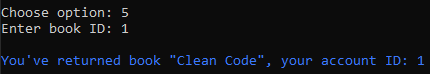 Choose option: 5
Enter book ID: 1
You've returned book "Clean Code", your account ID: 1